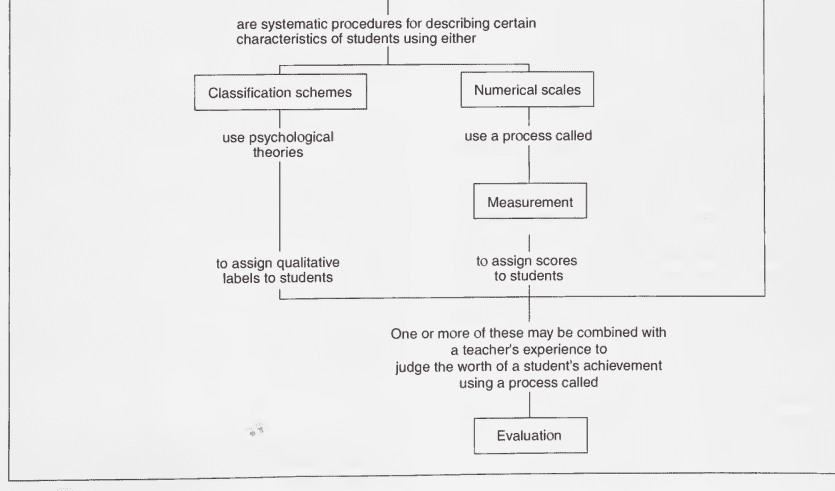 are systematic procedures for describing certain
characteristics of students using either
Classification schemes
Numerical scales
use psychological
theories
use a process called
Measurement
to assign qualitative
labels to students
to assign scores
to students
One or more of these may be combined with
a teacher's experience to
judge the worth of a student's achievement
using a process called
Evaluation